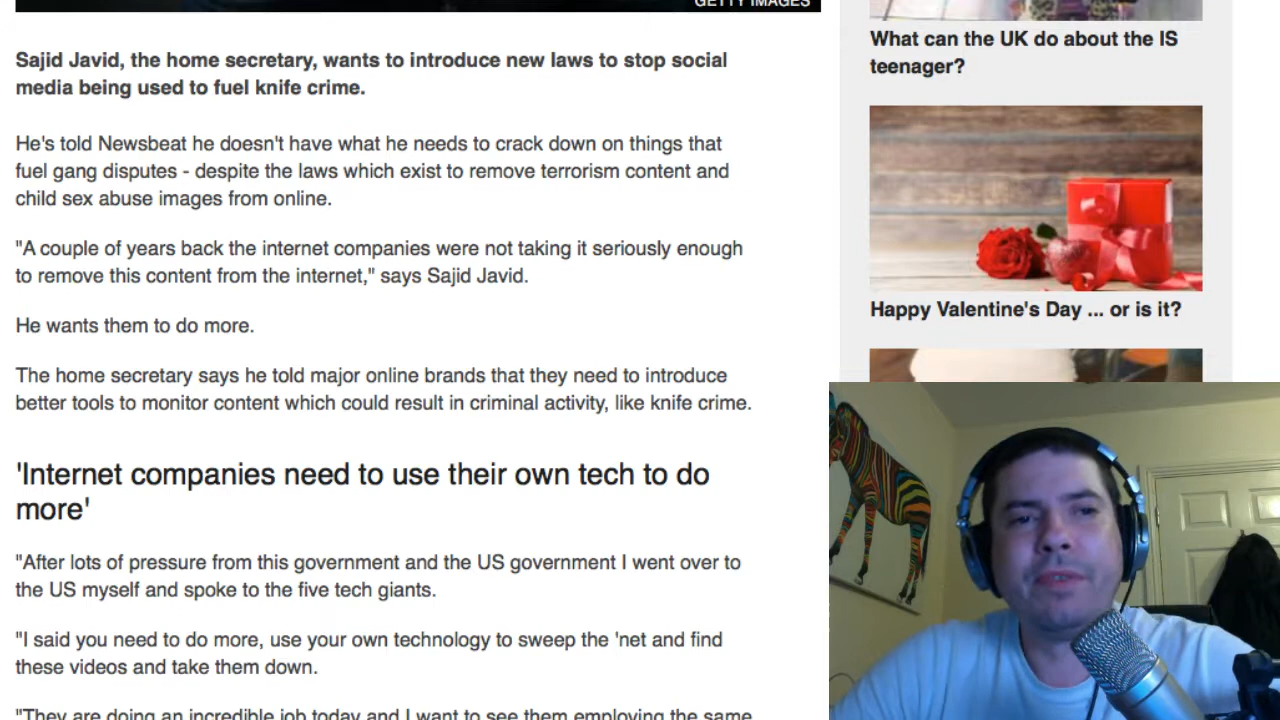 GETTY IMAGES
Sajid Javid, the home secretary, wants to introduce new laws to stop social
media being used to fuel knife crime.
He's told Newsbeat he doesn't have what he needs to crack down on things that
fuel gang disputes - despite the laws which exist to remove terrorism content and
child sex abuse images from online.
"A couple of years back the internet companies were not taking it seriously enough
to remove this content from the internet," says Sajid Javid.
He wants them to do more.
The home secretary says he told major online brands that they need to introduce
better tools to monitor content which could result in criminal activity, like knife crime.
'Internet companies need to use their own tech to do
more'
"After lots of pressure from this government and the US government I went over to
the US myself and spoke to the five tech giants.
"I said you need to do more, use your own technology to sweep the 'net and find
these videos and take them down.
"They are doing an incredible job today and I want to see them employing the same
What can the UK do about the IS
teenager?
Happy Valentine's Day ... or is it?